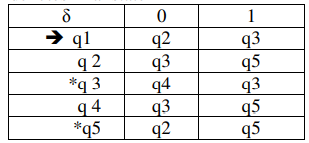 δ 0 1
➔ q1 q2 q3
q 2 q3 q5
*q 3 q4 q3
q 4 q3 q5
*q5 q2 q5